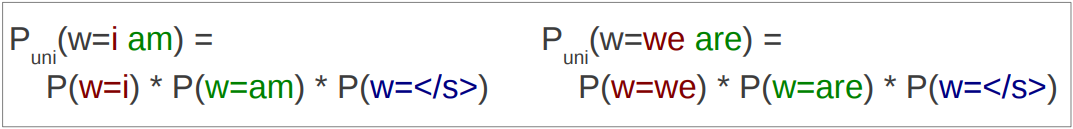 P_uni(w=i am) =
P(w=i) * P(w=am) * P(w=</s>)
P_uni(w=we are) =
P(w=we) * P(w=are) * P(w=</s>)